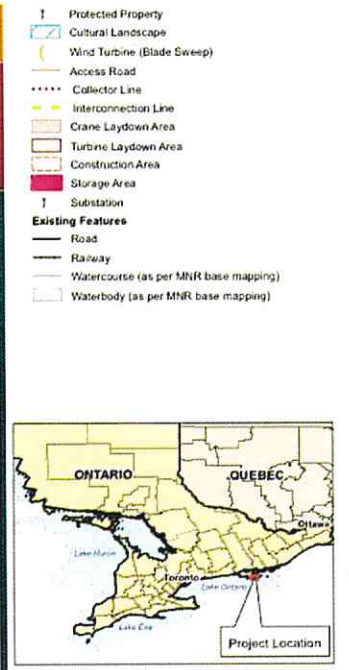 Protected Property
Cultural Landscape
Wind Turbine (Blade Sweep)
Access Road
Collector Line
Interconnection Line
Crane Laydown Area
Turbine Laydown Area
Construction Area
Storage Area
Substation
Existing Features
Road
Railway
Watercourse (as per MNR base mapping)
Waterbody (as per MNR base mapping)
ONTARIO
QUEBEC
Ottawa
Lake Huron
Toronto
Lake Ontario
Lake Erie
Project Location